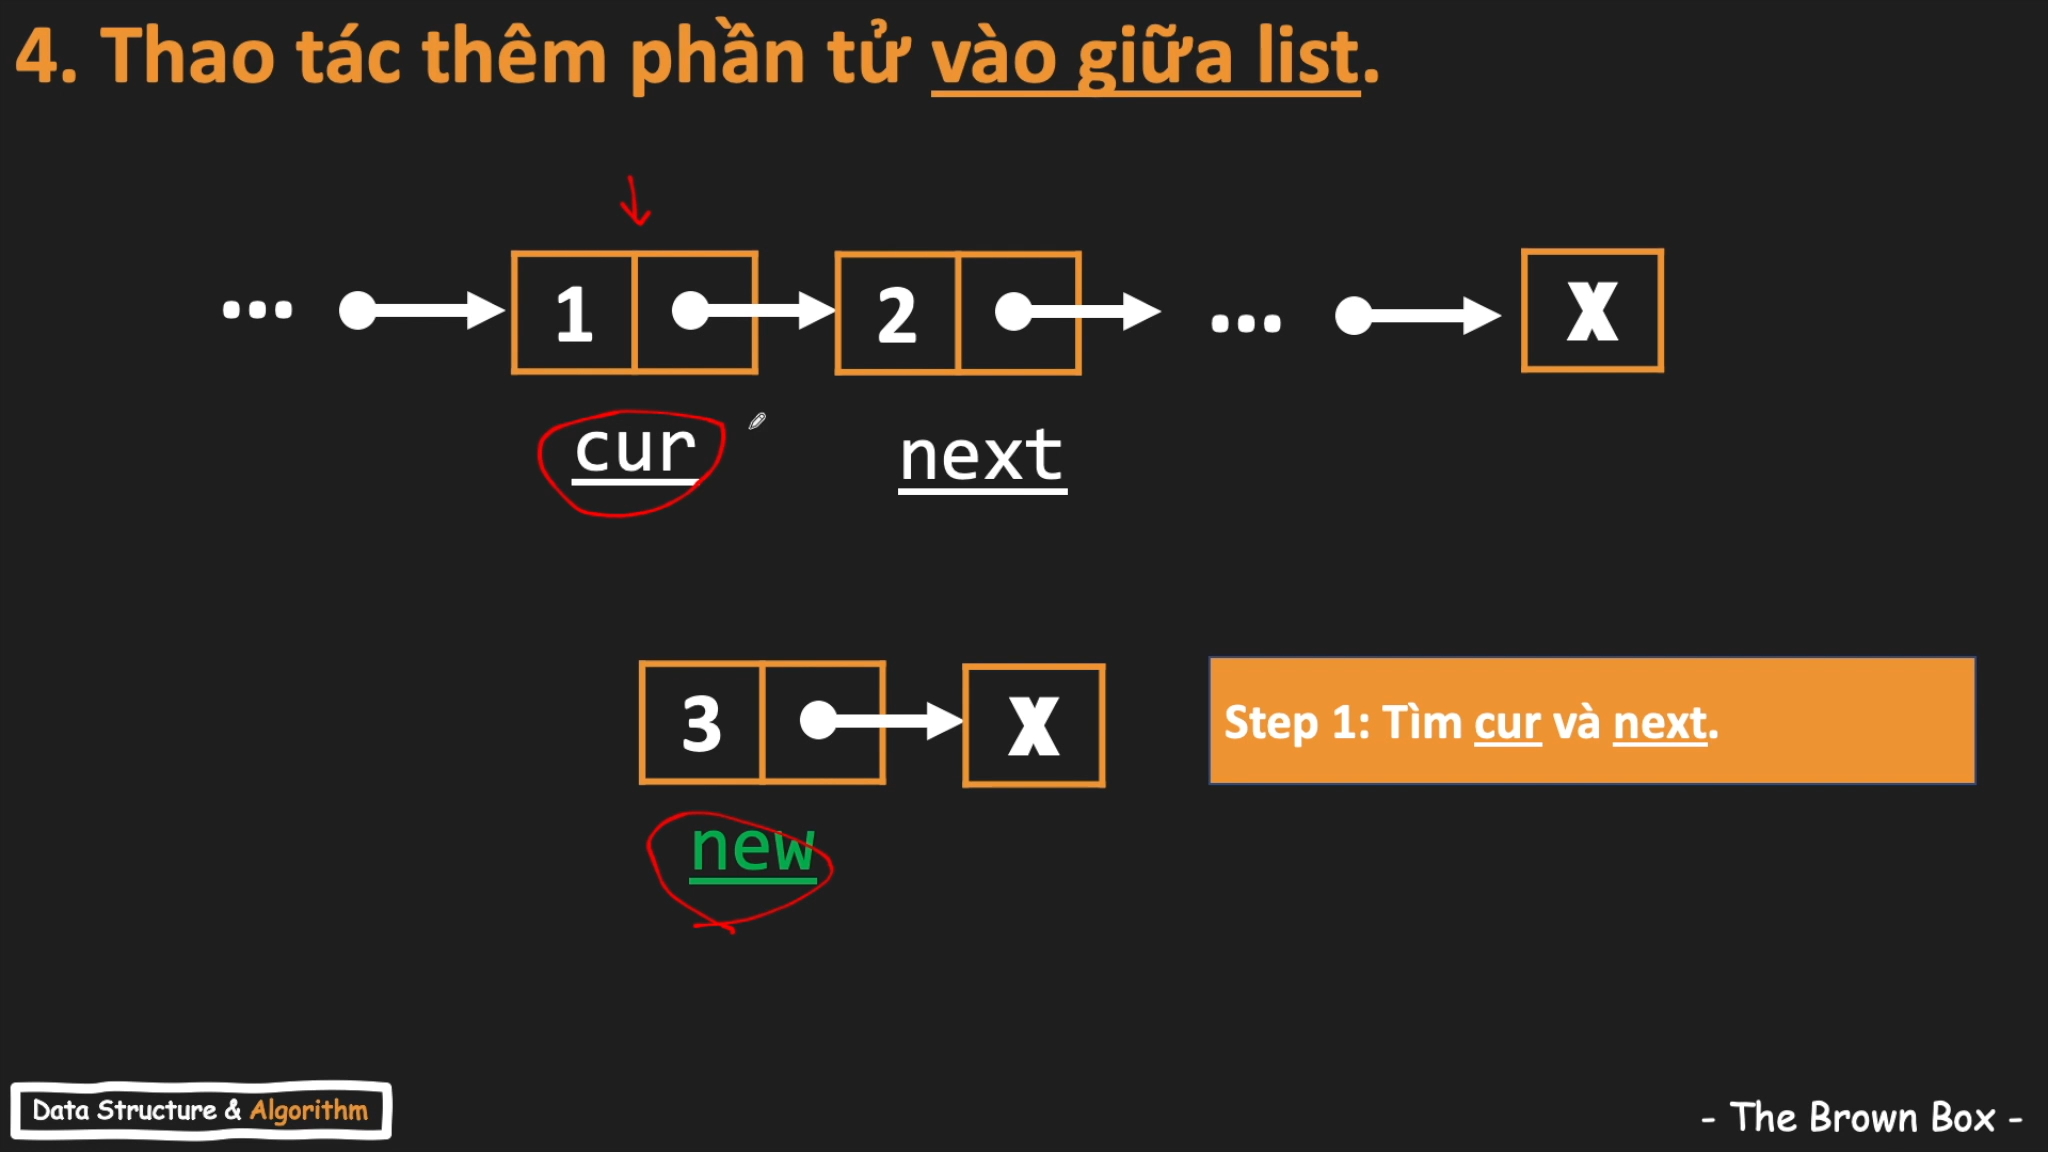 4. Thao tác thêm phần tử vào giữa list.
... 1 2 ... X
cur next
3 X
Step 1: Tìm cur và next.
new
Data Structure & Algorithm
- The Brown Box -